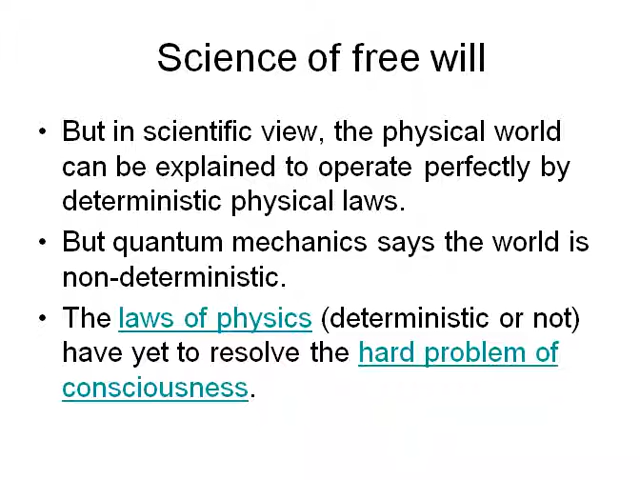 Science of free will
• But in scientific view, the physical world
can be explained to operate perfectly by
deterministic physical laws.
• But quantum mechanics says the world is
non-deterministic.
• The laws of physics (deterministic or not)
have yet to resolve the hard problem of
consciousness.